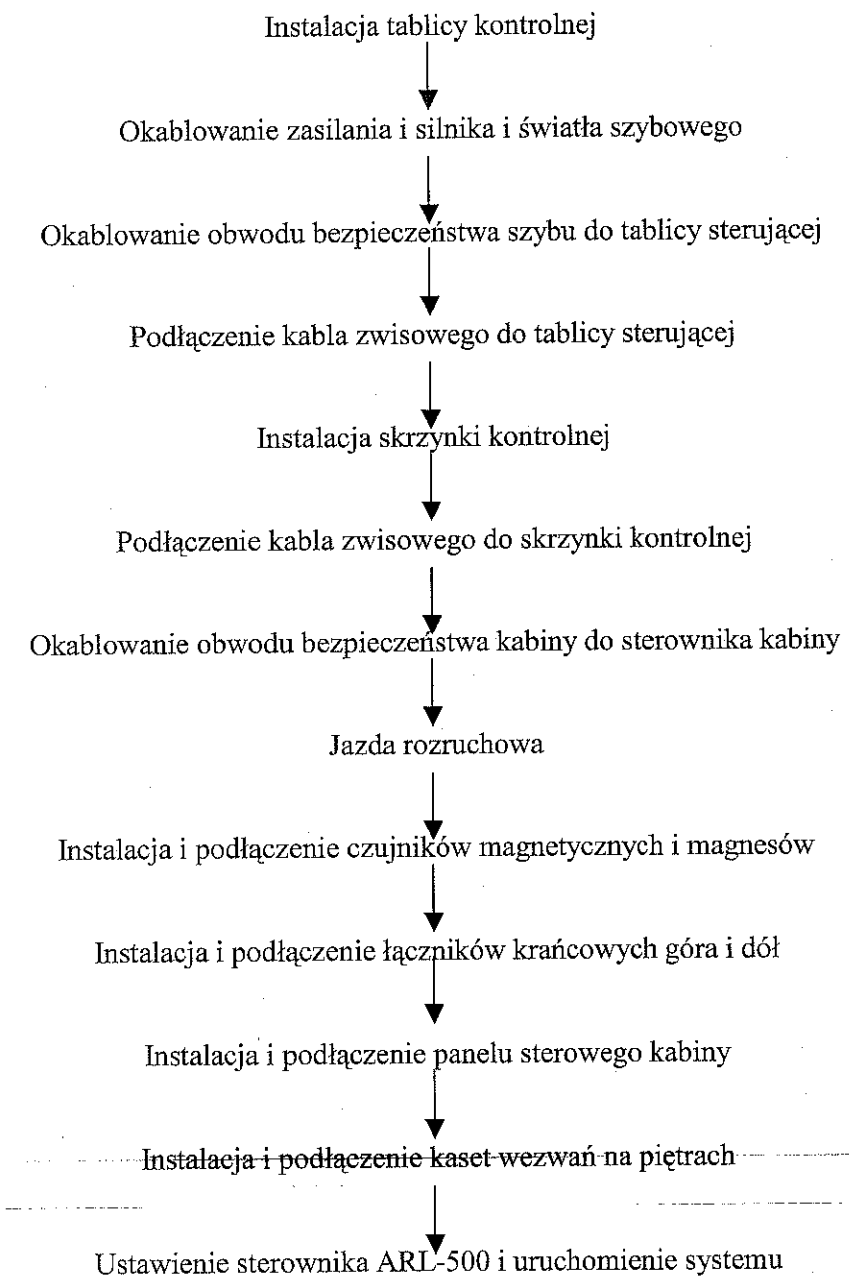 Instalacja tablicy kontrolnej
Okablowanie zasilania i silnika i światła szybowego
Okablowanie obwodu bezpieczeństwa szybu do tablicy sterującej
Podłączenie kabla zwisowego do tablicy sterującej
Instalacja skrzynki kontrolnej
Podłączenie kabla zwisowego do skrzynki kontrolnej
Okablowanie obwodu bezpieczeństwa kabiny do sterownika kabiny
Jazda rozruchowa
Instalacja i podłączenie czujników magnetycznych i magnesów
Instalacja i podłączenie łączników krańcowych góra i dół
Instalacja i podłączenie panelu sterowego kabiny
Instalacja i podłączenie kaset wezwań na piętrach
Ustawienie sterownika ARL-500 i uruchomienie systemu